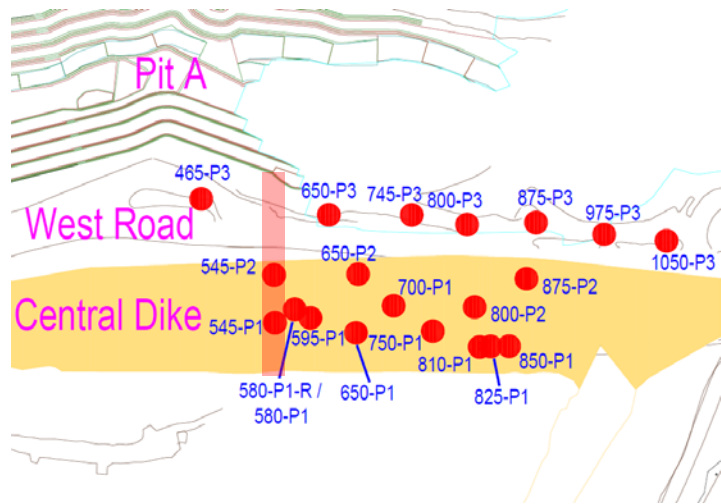 Pit A
465-P3
650-P3
745-P3
800-P3
875-P3
975-P3
1050-P3
West Road
545-P2
650-P2
875-P2
700-P1
800-P2
Central Dike
545-P1
595-P1
750-P1
810-P1
850-P1
580-P1-R /
580-P1
650-P1
825-P1